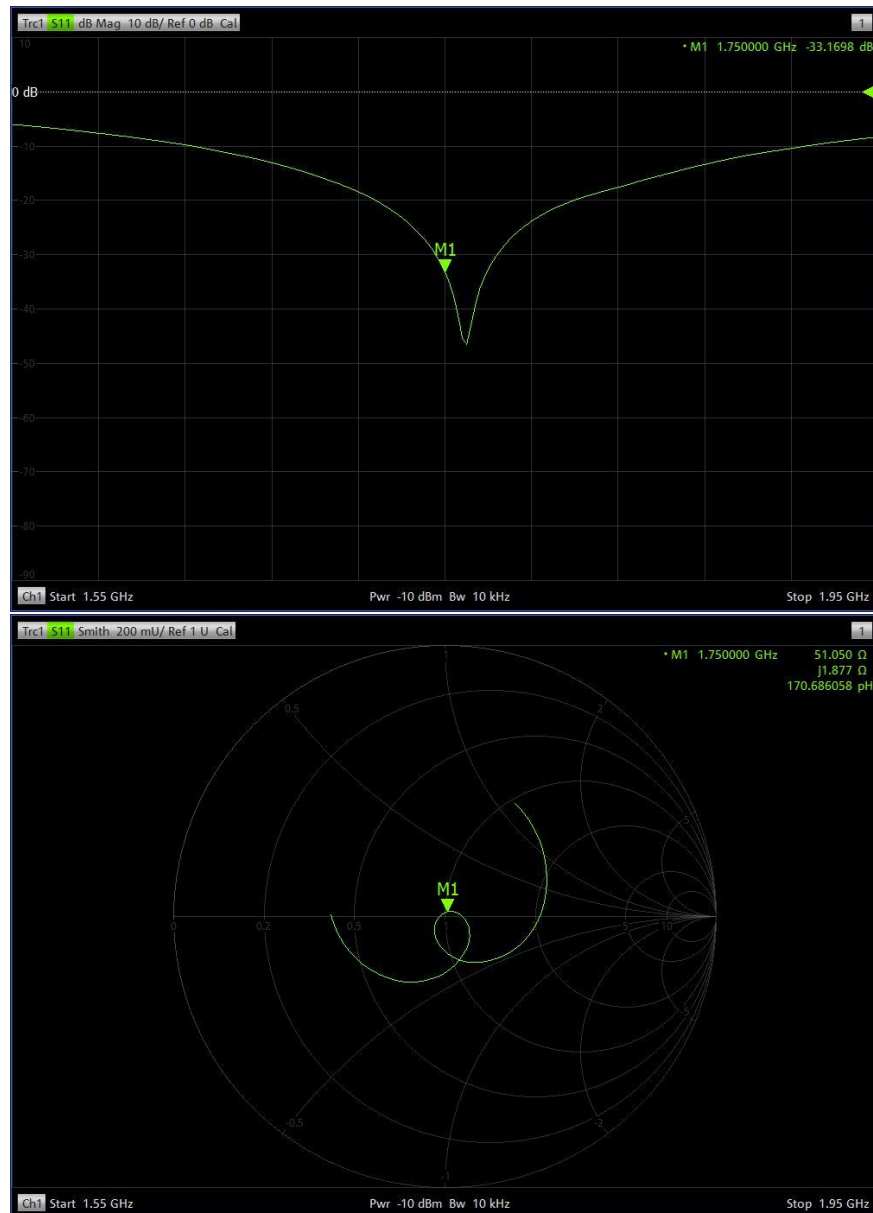 Trc1 S11 dB Mag 10 dB/ Ref 0 dB Cal 1
10
• M1 1.750000 GHz -33.1698 dB
0 dB
-10
-20
-30
M1
-40
-50
-60
-70
-80
-90
Ch1 Start 1.55 GHz Pwr -10 dBm Bw 10 kHz Stop 1.95 GHz
Trc1 S11 Smith 200 mU/ Ref 1 U Cal 1
• M1 1.750000 GHz 51.050 Ω
j1.877 Ω
170.686058 pH
1
0.5
2
5
M1
0
0.2
0.5
1
5
10
-5
-0.5
-2
-1
Ch1 Start 1.55 GHz Pwr -10 dBm Bw 10 kHz Stop 1.95 GHz